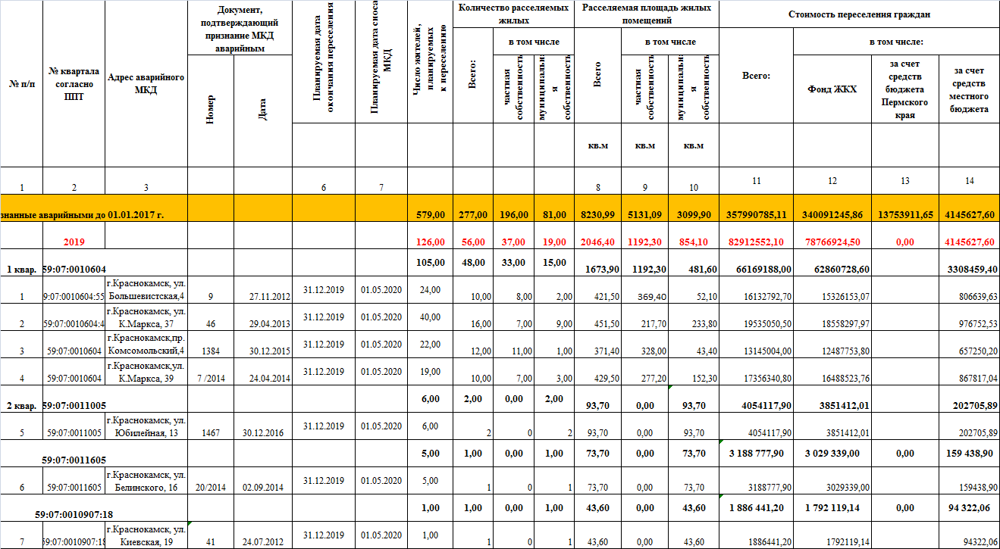 № п/п
№ квартала согласно ППТ
Адрес аварийного МКД
Документ, подтверждающий признание МКД аварийным
Номер
Дата
Планируемая дата окончания переселения
Планируемая дата сноса МКД
Число жителей, планируемых к переселению
Количество расселяемых жилых
Всего:
в том числе
частная собственность
муниципальная собственность
Расселяемая площадь жилых помещений
Всего
в том числе
частная собственность
муниципальная собственность
кв.м кв.м кв.м
Стоимость переселения граждан
Всего:
в том числе:
Фонд ЖКХ
за счет средств бюджета Пермского края
за счет средств местного бюджета
1 2 3 6 7 8 9 10 11 12 13 14
знанные аварийными до 01.01.2017 г. 579,00 277,00 196,00 81,00 8230,99 5131,09 3099,90 357990785,11 340091245,86 13753911,65 4145627,60
2019 126,00 56,00 37,00 19,00 2046,40 1192,30 854,10 82912552,10 78766924,50 0,00 4145627,60
1 квар. 59:07:0010604 105,00 48,00 33,00 15,00 1673,90 1192,30 481,60 66169188,00 62860728,60 3308459,40
1 9:07:0010604:55 г.Краснокамск, ул. Большевистская,4 9 27.11.2012 31.12.2019 01.05.2020 24,00 10,00 8,00 2,00 421,50 369,40 52,10 16132792,70 15326153,07 806639,63
2 59:07:0010604:4 г.Краснокамск, ул. К.Маркса, 37 46 29.04.2013 31.12.2019 01.05.2020 40,00 16,00 7,00 9,00 451,50 217,70 233,80 19535050,50 18558297,97 976752,53
3 59:07:0010604 г.Краснокамск,пр. Комсомольский,4 1384 30.12.2015 31.12.2019 01.05.2020 22,00 12,00 11,00 1,00 371,40 328,00 43,40 13145004,00 12487753,80 657250,20
4 59:07:0010604 г.Краснокамск,ул. К.Маркса, 39 7 /2014 24.04.2014 31.12.2019 01.05.2020 19,00 10,00 7,00 3,00 429,50 277,20 152,30 17356340,80 16488523,76 867817,04
2 квар. 59:07:0011005 6,00 2,00 0,00 2,00 93,70 0,00 93,70 4054117,90 3851412,01 202705,89
5 59:07:0011005 г.Краснокамск, ул. Юбилейная, 13 1467 30.12.2016 31.12.2019 01.05.2020 6,00 2 0 2 93,70 0,00 93,70 4054117,90 3851412,01 202705,89
59:07:0011605 5,00 1,00 0,00 1,00 73,70 0,00 73,70 3 188 777,90 3 029 339,00 0,00 159 438,90
6 59:07:0011605 г.Краснокамск, ул. Белинского, 16 20/2014 02.09.2014 31.12.2019 01.05.2020 5,00 1 0 1 73,70 0,00 73,70 3188777,90 3029339,00 159438,90
59:07:0010907:18 1,00 1,00 0,00 1,00 43,60 0,00 43,60 1 886 441,20 1 792 119,14 0,00 94 322,06
7 59:07:0010907:18 г.Краснокамск, ул. Киевская, 19 41 24.07.2012 31.12.2019 01.05.2020 1,00 1 0 1 43,60 0,00 43,60 1886441,20 1792119,14 94322,06